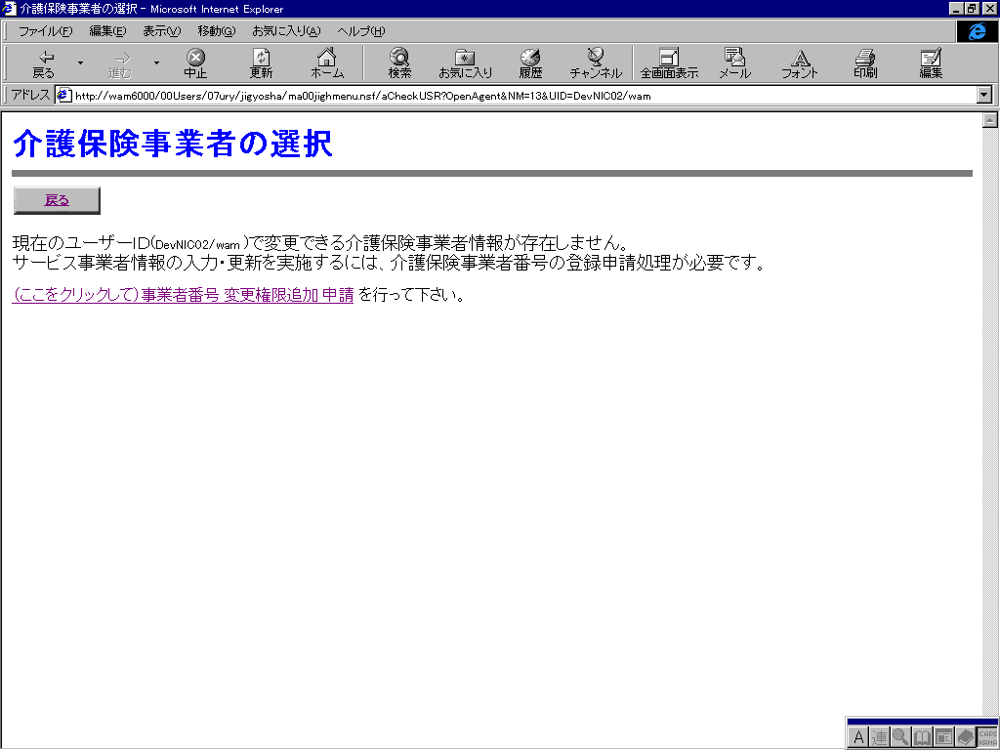 介護保険事業者の選択 - Microsoft Internet Explorer
ファイル(F) 編集(E) 表示(V) 移動(G) お気に入り(A) ヘルプ(H)
戻る 進む 中止 更新 ホーム 検索 お気に入り 履歴 チャンネル 全画面表示 メール フォント 印刷 編集
アドレス http://wam6000/00Users/07ury/jigyosha/ma00jighmenu.nsf/aCheckUSR?OpenAgent&NM=13&UID=DevNIC02/wam
介護保険事業者の選択
戻る
現在のユーザーID(DevNIC02/wam )で変更できる介護保険事業者情報が存在しません。
サービス事業者情報の入力・更新を実施するには、介護保険事業者番号の登録申請処理が必要です。
(ここをクリックして)事業者番号 変更権限追加 申請 を行って下さい。
A 連 CAPS
KANA